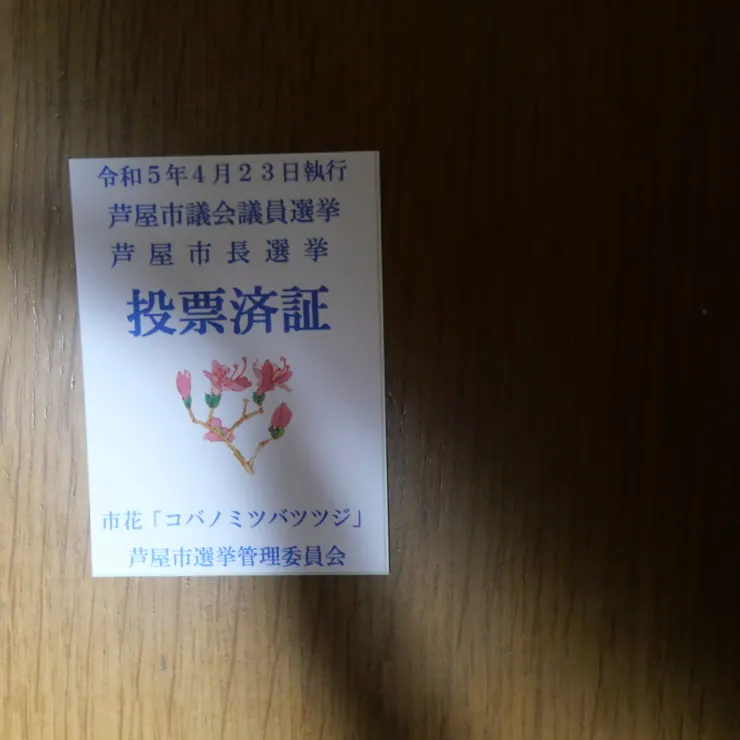 令和5年4月23日執行
芦屋市議会議員選挙
芦屋市長選挙
投票済証
市花「コバノミツバツツジ」
芦屋市選挙管理委員会